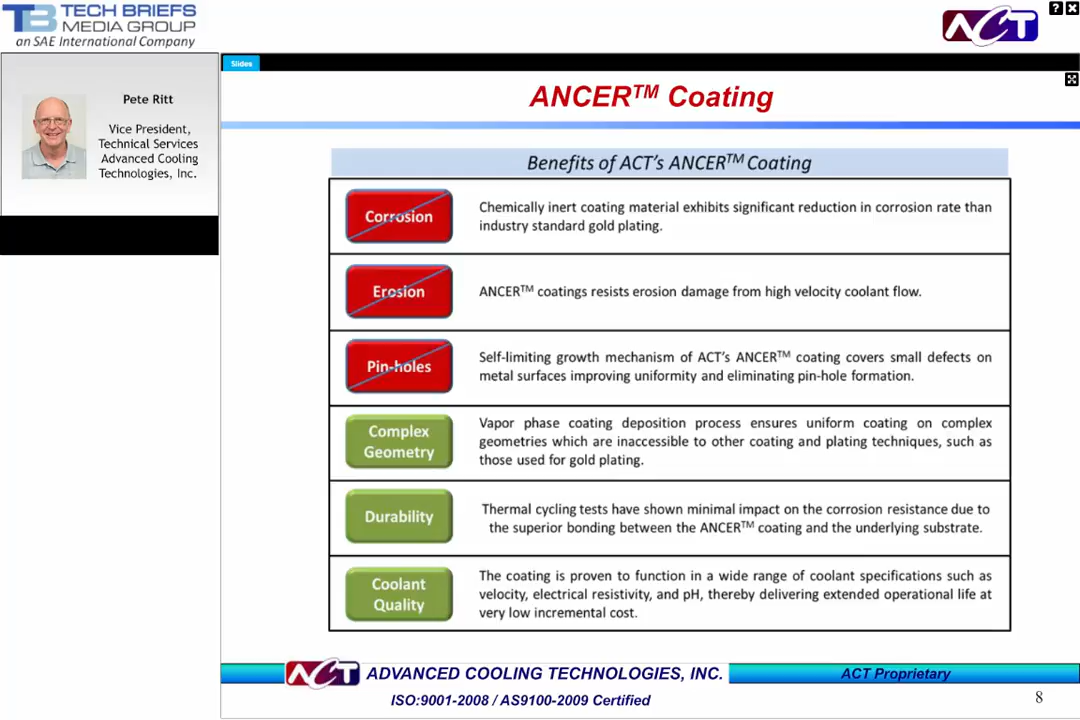 TB TECH BRIEFS
MEDIA GROUP
an SAE International Company
ACT
? X
Slides
Pete Ritt
Vice President,
Technical Services
Advanced Cooling
Technologies, Inc.
ANCER™ Coating
Benefits of ACT's ANCER™ Coating
Corrosion
Chemically inert coating material exhibits significant reduction in corrosion rate than
industry standard gold plating.
Erosion
ANCER™ coatings resists erosion damage from high velocity coolant flow.
Pin-holes
Self-limiting growth mechanism of ACT's ANCER™ coating covers small defects on
metal surfaces improving uniformity and eliminating pin-hole formation.
Complex
Geometry
Vapor phase coating deposition process ensures uniform coating on complex
geometries which are inaccessible to other coating and plating techniques, such as
those used for gold plating.
Durability
Thermal cycling tests have shown minimal impact on the corrosion resistance due to
the superior bonding between the ANCER™ coating and the underlying substrate.
Coolant
Quality
The coating is proven to function in a wide range of coolant specifications such as
velocity, electrical resistivity, and pH, thereby delivering extended operational life at
very low incremental cost.
ACT ADVANCED COOLING TECHNOLOGIES, INC.
ACT Proprietary
ISO:9001-2008 / AS9100-2009 Certified
8